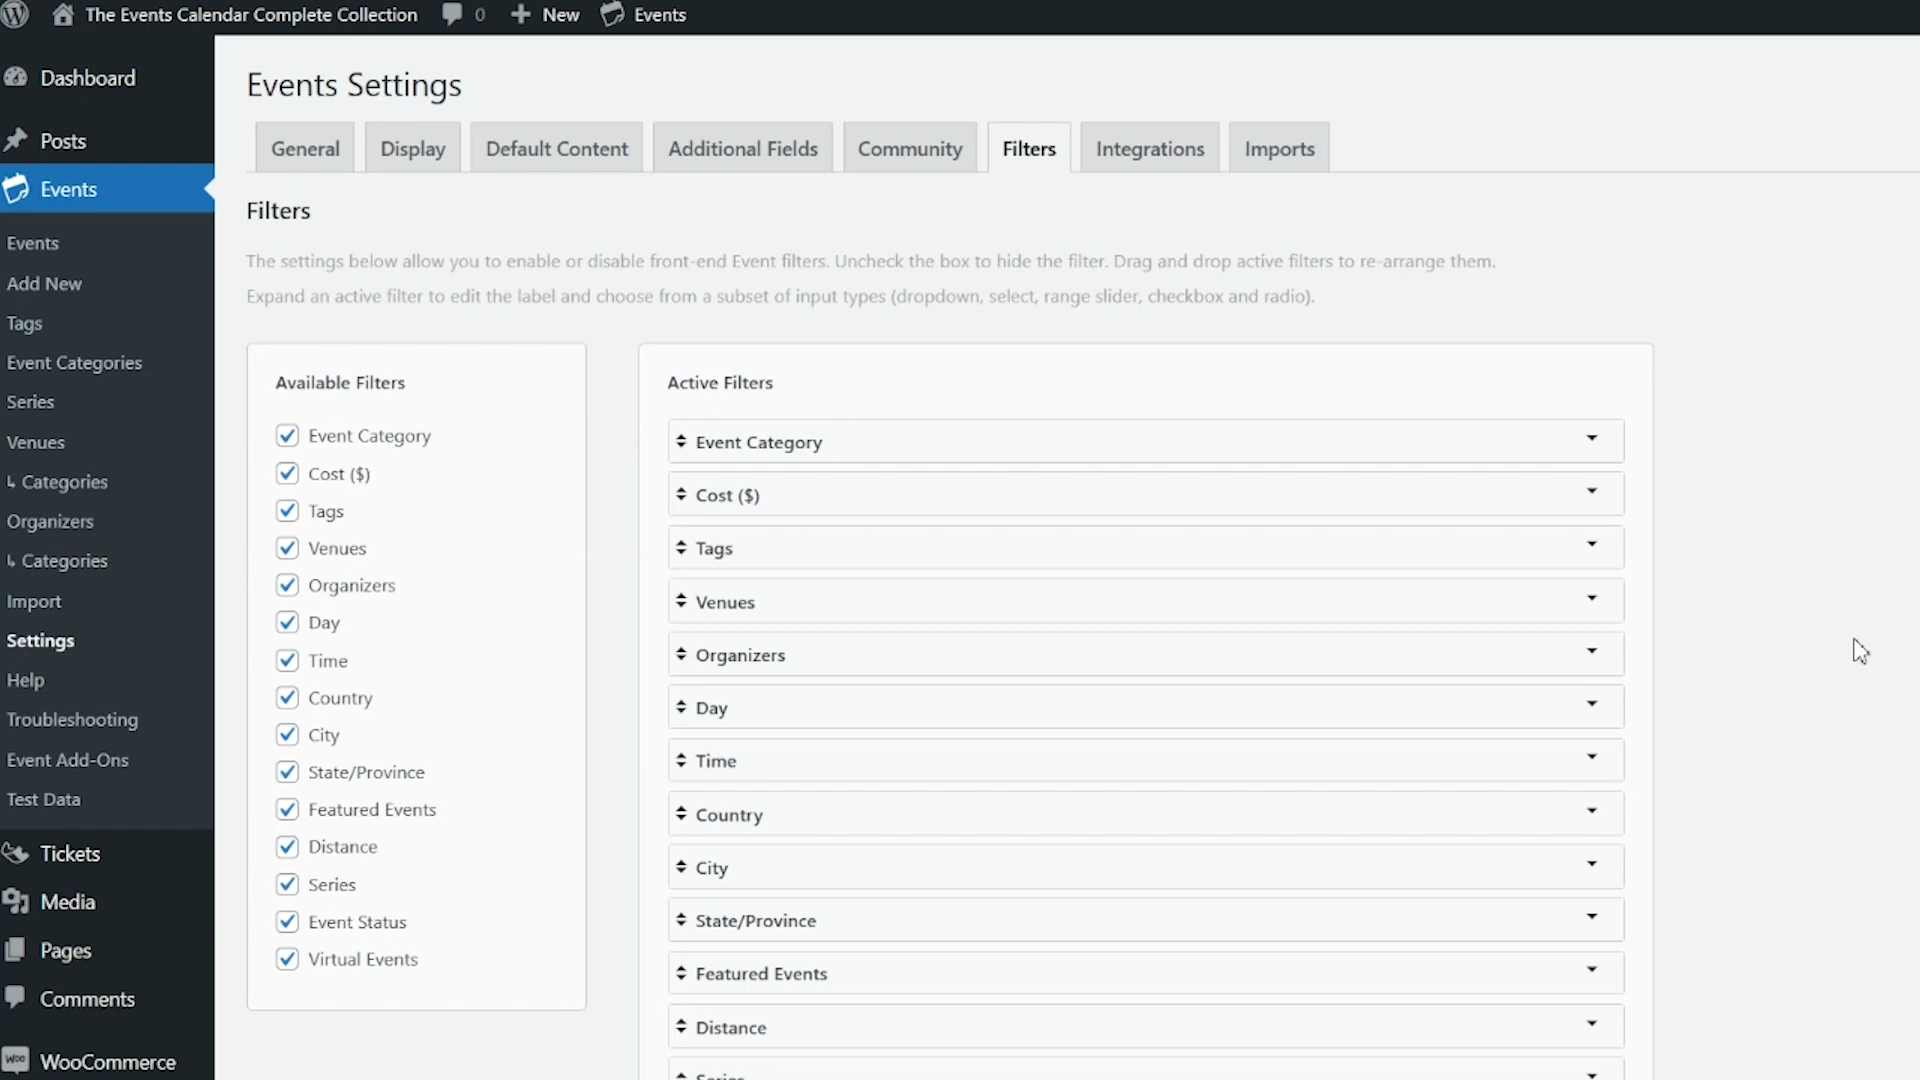 The Events Calendar Complete Collection
0
New
Events
Dashboard
Posts
Events
Events
Add New
Tags
Event Categories
Series
Venues
↳ Categories
Organizers
↳ Categories
Import
Settings
Help
Troubleshooting
Event Add-Ons
Test Data
Tickets
Media
Pages
Comments
Woo
WooCommerce
Events Settings
General
Display
Default Content
Additional Fields
Community
Filters
Integrations
Imports
Filters
The settings below allow you to enable or disable front-end Event filters. Uncheck the box to hide the filter. Drag and drop active filters to re-arrange them.
Expand an active filter to edit the label and choose from a subset of input types (dropdown, select, range slider, checkbox and radio).
Available Filters
Event Category
Cost ($)
Tags
Venues
Organizers
Day
Time
Country
City
State/Province
Featured Events
Distance
Series
Event Status
Virtual Events
Active Filters
Event Category
Cost ($)
Tags
Venues
Organizers
Day
Time
Country
City
State/Province
Featured Events
Distance
Series